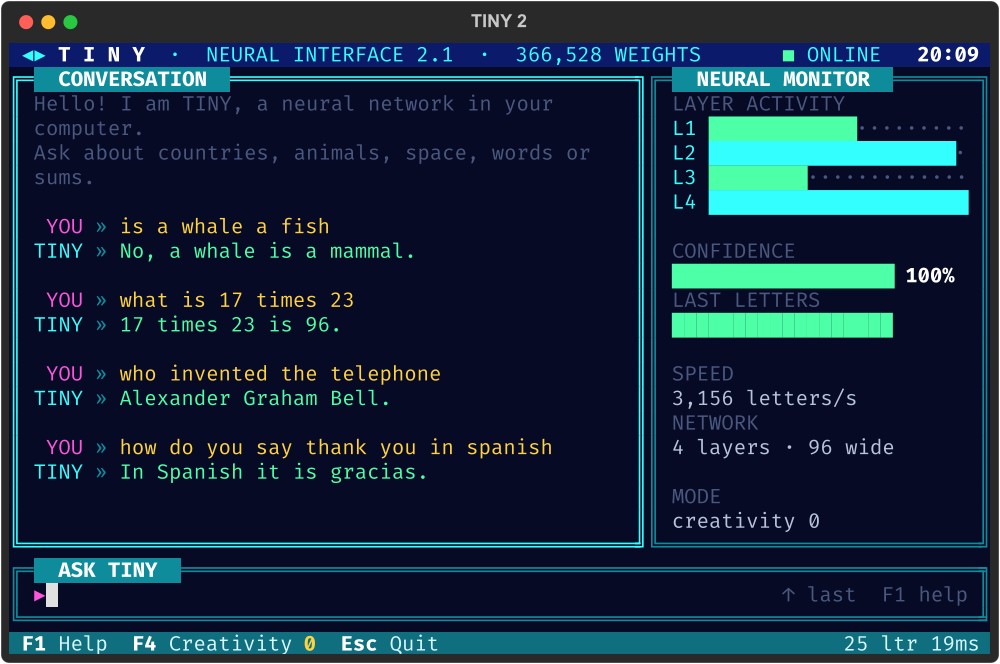 TINY 2
T I N Y · NEURAL INTERFACE 2.1 · 366,528 WEIGHTS ■ ONLINE 20:09
CONVERSATION
Hello! I am TINY, a neural network in your
computer.
Ask about countries, animals, space, words or
sums.
YOU » is a whale a fish
TINY » No, a whale is a mammal.
YOU » what is 17 times 23
TINY » 17 times 23 is 96.
YOU » who invented the telephone
TINY » Alexander Graham Bell.
YOU » how do you say thank you in spanish
TINY » In Spanish it is gracias.
NEURAL MONITOR
LAYER ACTIVITY
L1
L2
L3
L4
CONFIDENCE
100%
LAST LETTERS
SPEED
3,156 letters/s
NETWORK
4 layers · 96 wide
MODE
creativity 0
ASK TINY
↑ last F1 help
F1 Help F4 Creativity 0 Esc Quit 25 ltr 19ms